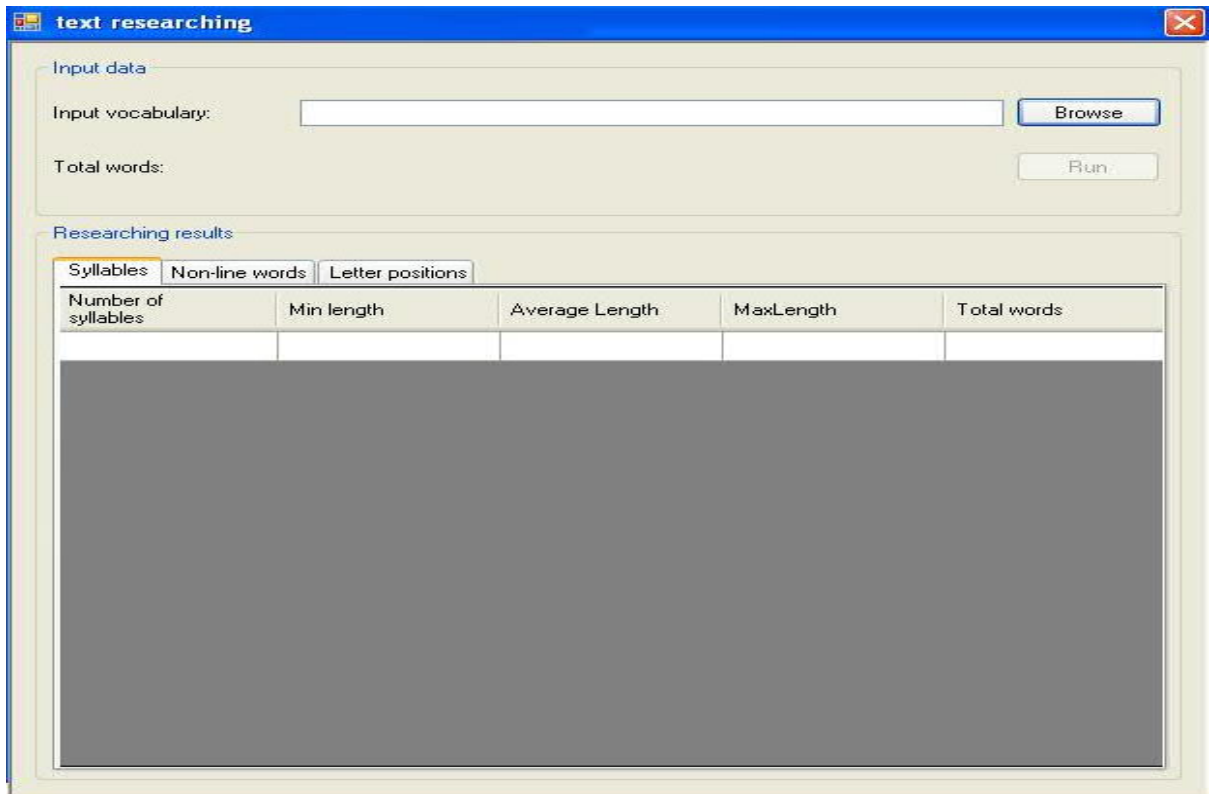 text researching
Input data
Input vocabulary:
Browse
Total words:
Run
Researching results
Syllables Non-line words Letter positions
Number of syllables Min length Average Length MaxLength Total words